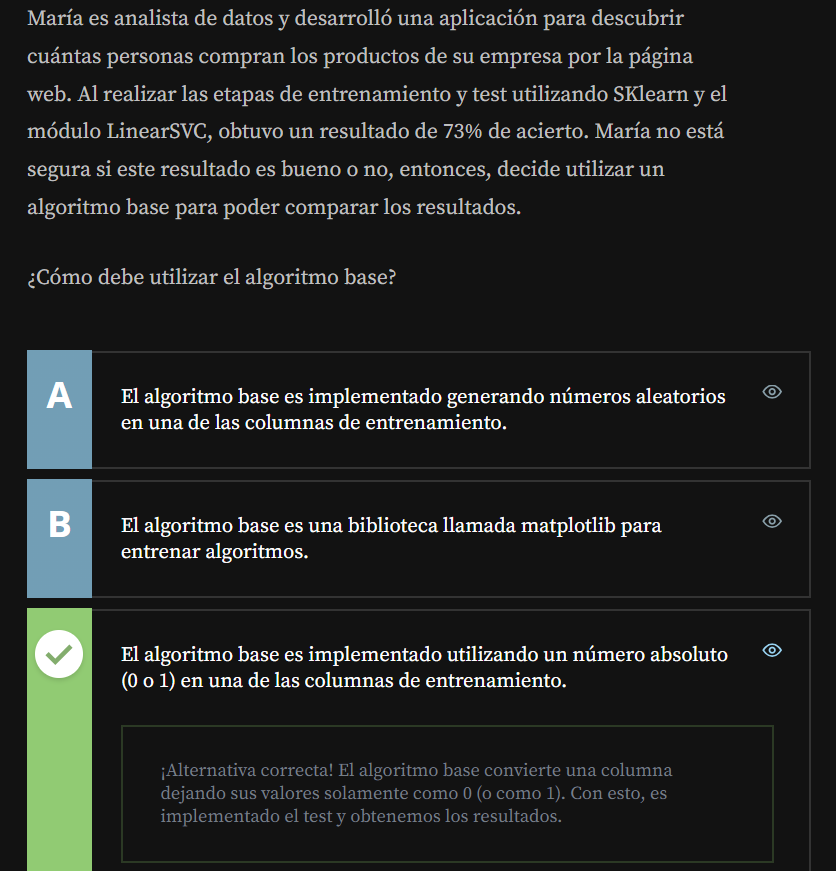 María es analista de datos y desarrolló una aplicación para descubrir
cuántas personas compran los productos de su empresa por la página
web. Al realizar las etapas de entrenamiento y test utilizando SKlearn y el
módulo LinearSVC, obtuvo un resultado de 73% de acierto. María no está
segura si este resultado es bueno o no, entonces, decide utilizar un
algoritmo base para poder comparar los resultados.
¿Cómo debe utilizar el algoritmo base?
A
El algoritmo base es implementado generando números aleatorios
en una de las columnas de entrenamiento.
B
El algoritmo base es una biblioteca llamada matplotlib para
entrenar algoritmos.
El algoritmo base es implementado utilizando un número absoluto
(0 o 1) en una de las columnas de entrenamiento.
¡Alternativa correcta! El algoritmo base convierte una columna
dejando sus valores solamente como 0 (o como 1). Con esto, es
implementado el test y obtenemos los resultados.